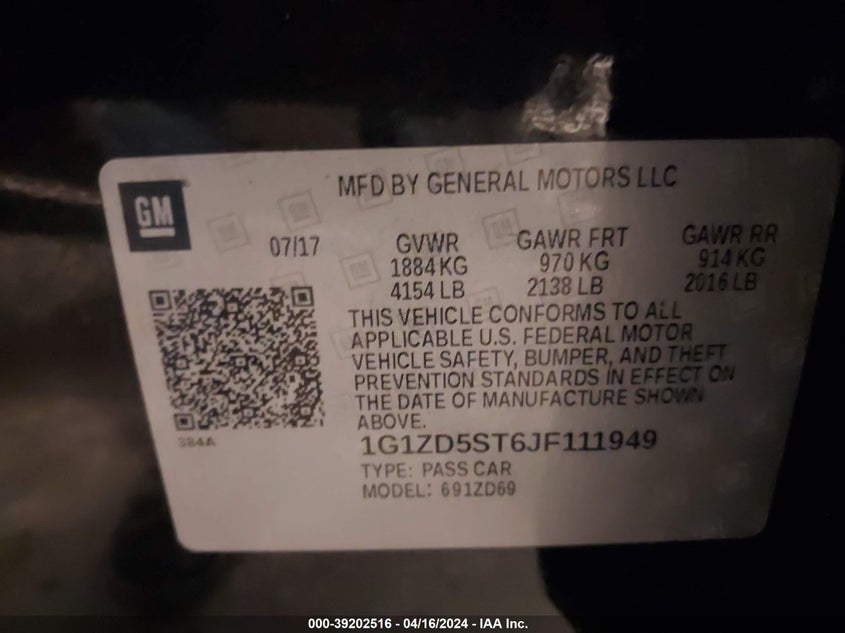 GM
MFD BY GENERAL MOTORS LLC
07/17
GVWR
1884 KG
4154 LB
GAWR FRT
970 KG
2138 LB
GAWR RR
914 KG
2016 LB
THIS VEHICLE CONFORMS TO ALL
APPLICABLE U.S. FEDERAL MOTOR
VEHICLE SAFETY, BUMPER, AND THEFT
PREVENTION STANDARDS IN EFFECT ON
THE DATE OF MANUFACTURE SHOWN
ABOVE.
384A
1G1ZD5ST6JF111949
TYPE: PASS CAR
MODEL: 691ZD69
000-39202516 - 04/16/2024 - IAA Inc.